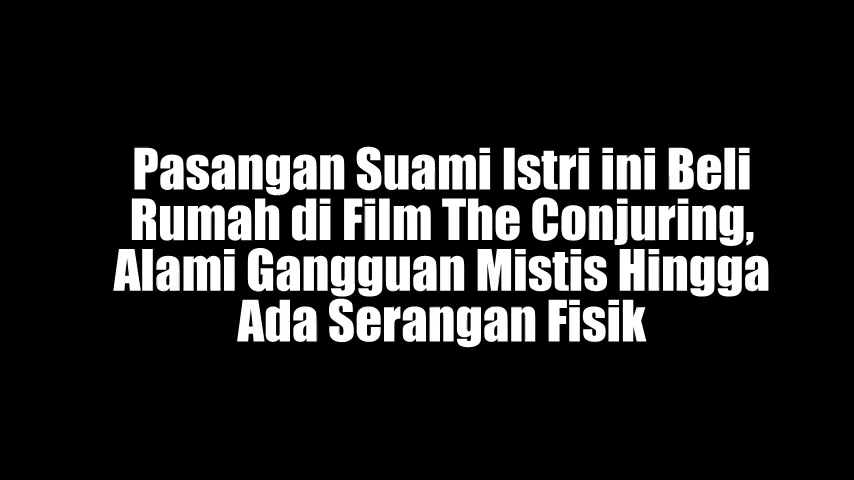 Pasangan Suami Istri ini Beli
Rumah di Film The Conjuring,
Alami Gangguan Mistis Hingga
Ada Serangan Fisik